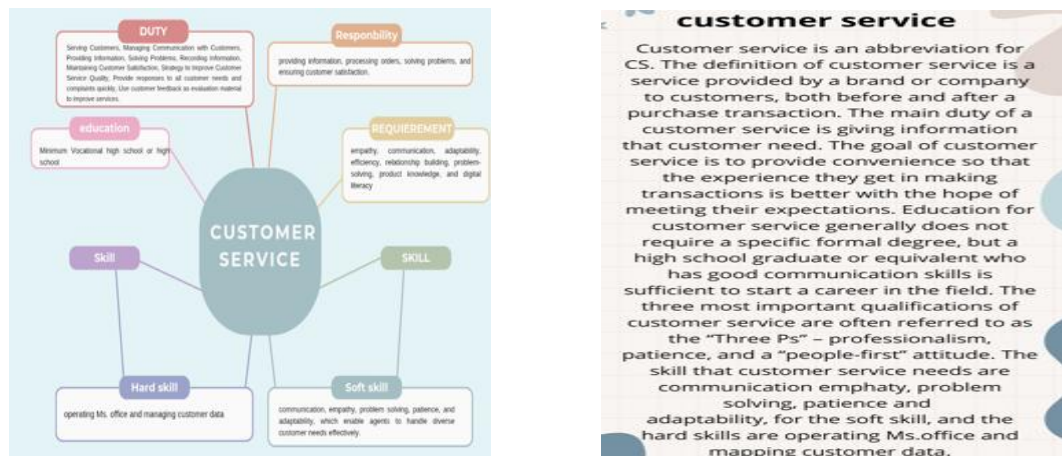 DUTY
Serving Customers, Managing Communication with Customers,
Providing Information, Solving Problems, Recording Information,
Maintaining Customer Satisfaction, Strategy to Improve Customer
Service Quality, Provide responses to all customer needs and
complaints quickly, Use customer feedback as evaluation material
to improve services.
Responbility
providing information, processing orders, solving problems, and
ensuring customer satisfaction.
education
Minimum Vocational high school or high
school
REQUIEREMENT
empathy, communication, adaptability,
efficiency, relationship building, problem-
solving, product knowledge, and digital
literacy
CUSTOMER
SERVICE
Skill
SKILL
Hard skill
operating Ms. office and managing customer data
Soft skill
communication, empathy, problem solving, patience, and
adaptability, which enable agents to handle diverse
customer needs effectively.
customer service
Customer service is an abbreviation for
CS. The definition of customer service is a
service provided by a brand or company
to customers, both before and after a
purchase transaction. The main duty of a
customer service is giving information
that customer need. The goal of customer
service is to provide convenience so that
the experience they get in making
transactions is better with the hope of
meeting their expectations. Education for
customer service generally does not
require a specific formal degree, but a
high school graduate or equivalent who
has good communication skills is
sufficient to start a career in the field. The
three most important qualifications of
customer service are often referred to as
the “Three Ps” – professionalism,
patience, and a “people-first” attitude. The
skill that customer service needs are
communication emphaty, problem
solving, patience and
adaptability, for the soft skill, and the
hard skills are operating Ms.office and
mapping customer data.